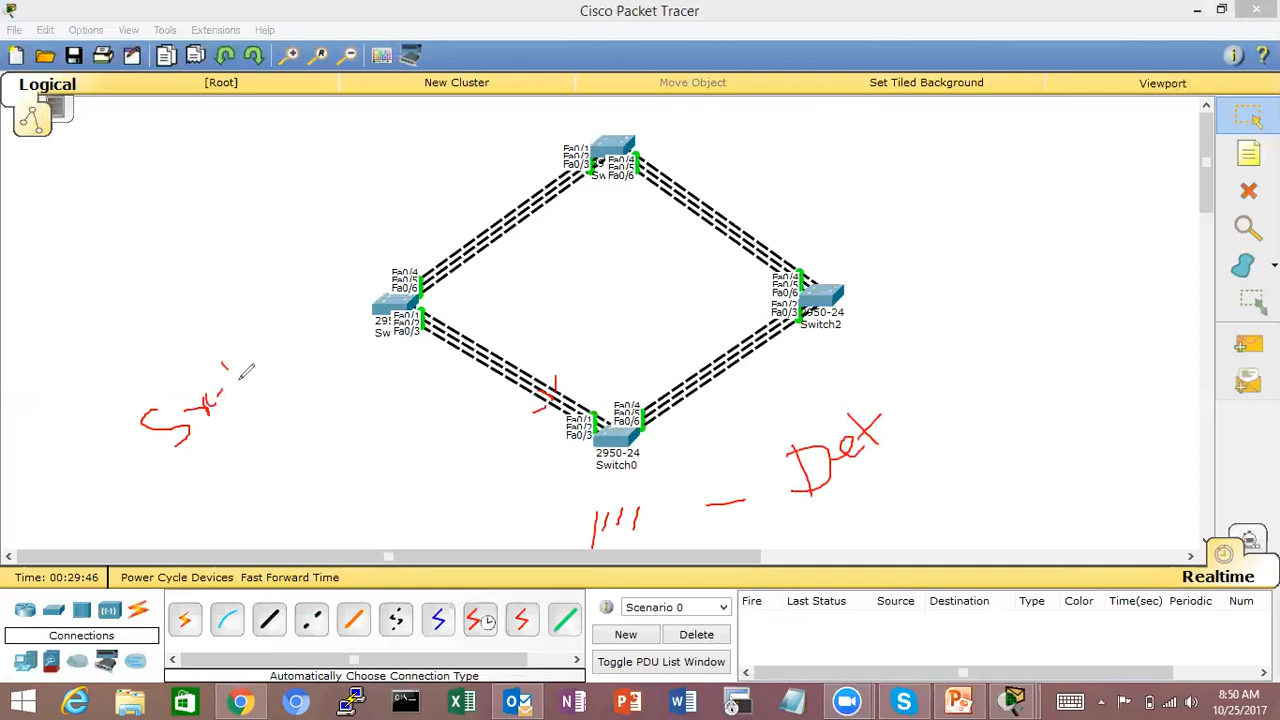 Cisco Packet Tracer
File Edit Options View Tools Extensions Help
Logical [Root] New Cluster Move Object Set Tiled Background Viewport
Fa0/1
Fa0/2
Fa0/3
Fa0/4
Fa0/5
Fa0/6
Fa0/4
Fa0/5
Fa0/6
Fa0/1
Fa0/2
Fa0/3
Fa0/4
Fa0/5
Fa0/6
Fa0/2
Fa0/3
2950-24
Switch2
Fa0/4
Fa0/5
Fa0/6
Fa0/1
Fa0/2
Fa0/3
2950-24
Switch0
Realtime
Time: 00:29:46 Power Cycle Devices Fast Forward Time
Connections
Automatically Choose Connection Type
Scenario 0
New Delete
Toggle PDU List Window
Fire Last Status Source Destination Type Color Time(sec) Periodic Num
8:50 AM
10/25/2017